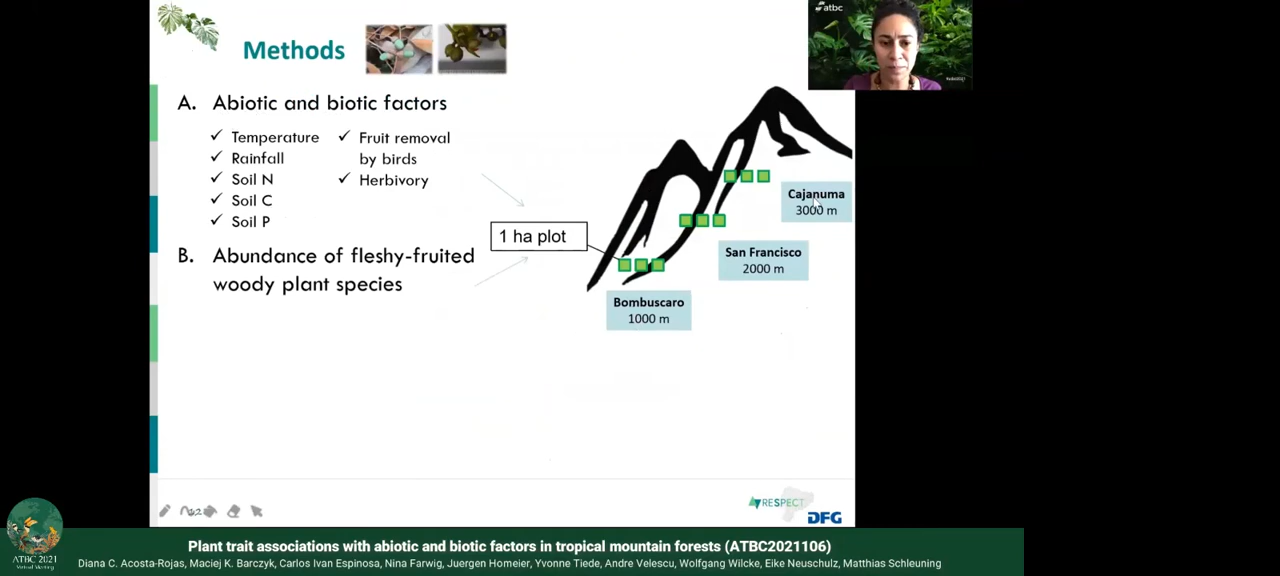 atbc
Methods
A. Abiotic and biotic factors
✓ Temperature
✓ Rainfall
✓ Soil N
✓ Soil C
✓ Soil P
✓ Fruit removal
by birds
✓ Herbivory
B. Abundance of fleshy-fruited
woody plant species
1 ha plot
Cajanuma
3000 m
San Francisco
2000 m
Bombuscaro
1000 m
RESPECT
DFG
ATBC 2021
Plant trait associations with abiotic and biotic factors in tropical mountain forests (ATBC2021106)
Diana C. Acosta-Rojas, Maciej K. Barczyk, Carlos Ivan Espinosa, Nina Farwig, Juergen Homeier, Yvonne Tiede, Andre Velescu, Wolfgang Wilcke, Eike Neuschulz, Matthias Schleuning